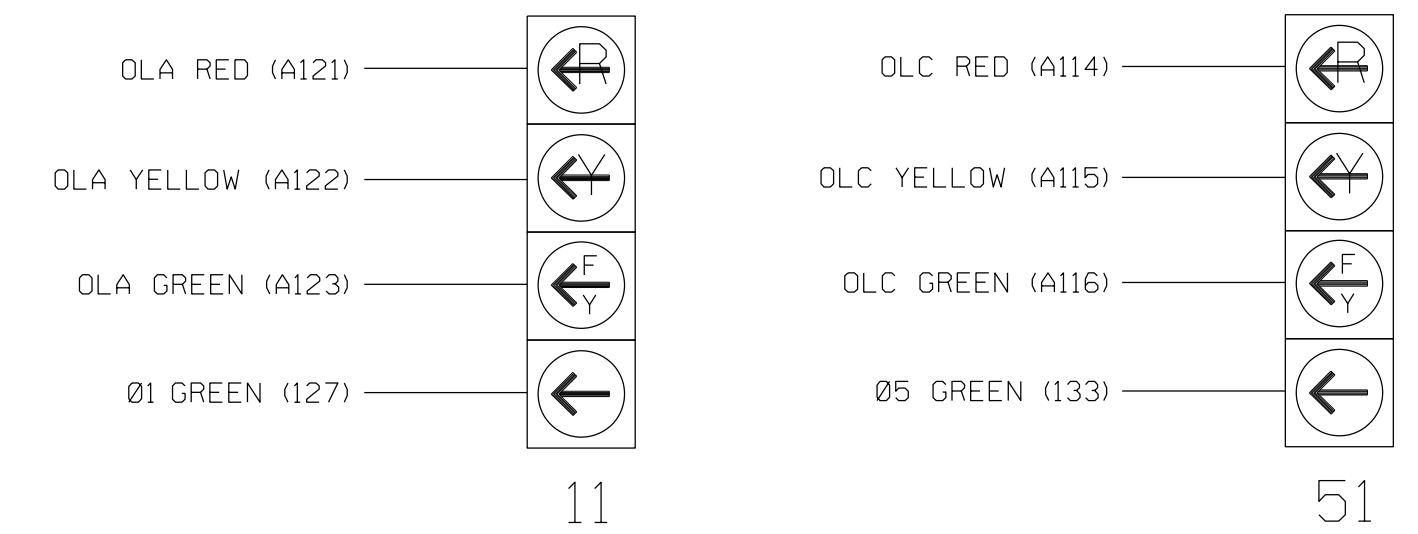 OLA RED (A121)
R
OLA YELLOW (A122)
Y
OLA GREEN (A123)
F
Y
Ø1 GREEN (127)
11
OLC RED (A114)
R
OLC YELLOW (A115)
Y
OLC GREEN (A116)
F
Y
Ø5 GREEN (133)
51